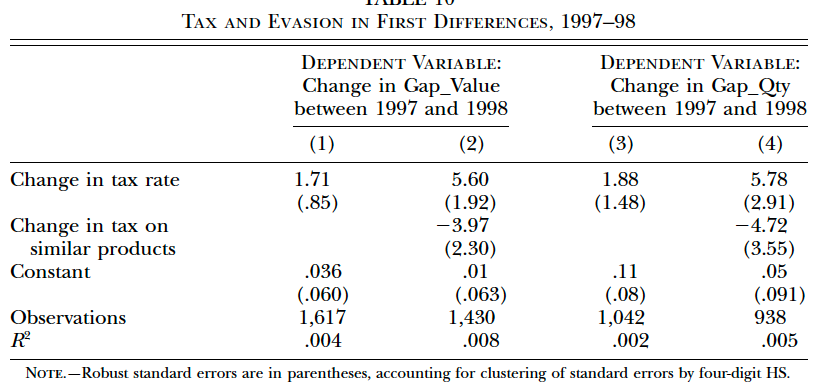 TABLE 10
TAX AND EVASION IN FIRST DIFFERENCES, 1997–98
DEPENDENT VARIABLE: Change in Gap_Value between 1997 and 1998
DEPENDENT VARIABLE: Change in Gap_Qty between 1997 and 1998
(1) (2) (3) (4)
Change in tax rate 1.71 5.60 1.88 5.78
(.85) (1.92) (1.48) (2.91)
Change in tax on similar products −3.97 −4.72
(2.30) (3.55)
Constant .036 .01 .11 .05
(.060) (.063) (.08) (.091)
Observations 1,617 1,430 1,042 938
R² .004 .008 .002 .005
NOTE.—Robust standard errors are in parentheses, accounting for clustering of standard errors by four-digit HS.